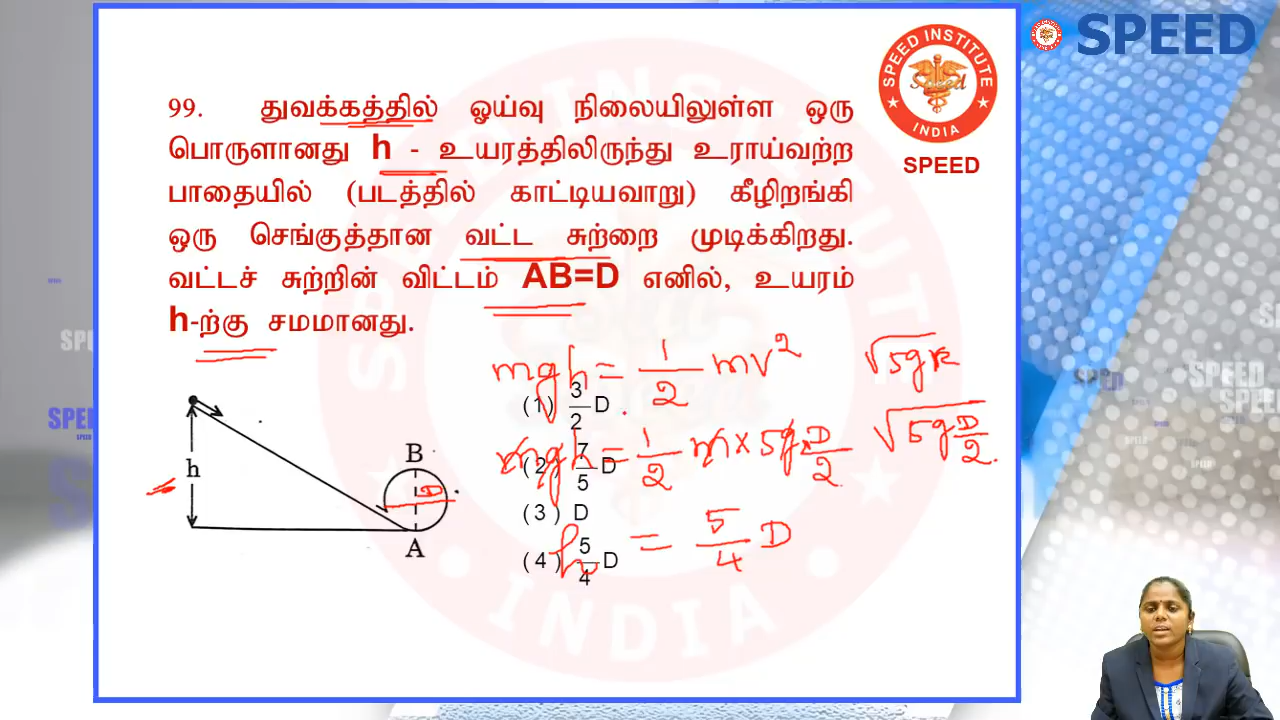 SPEED
SPEED INSTITUTE
Speed
INDIA
SPEED
99. துவக்கத்தில் ஓய்வு நிலையிலுள்ள ஒரு
பொருளானது h - உயரத்திலிருந்து உராய்வற்ற
பாதையில் (படத்தில் காட்டியவாறு) கீழிறங்கி
ஒரு செங்குத்தான வட்ட சுற்றை முடிக்கிறது.
வட்டச் சுற்றின் விட்டம் AB=D எனில், உயரம்
h-ற்கு சமமானது.
mgh = 1/2 mv² √5gR
(1) 3/2 D
mgh = 1/2 m × 5g D/2 √5g D/2
(2) 7/5 D
(3) D
h = 5/4 D
(4) 5/4 D
h
B
D
A
INDIA